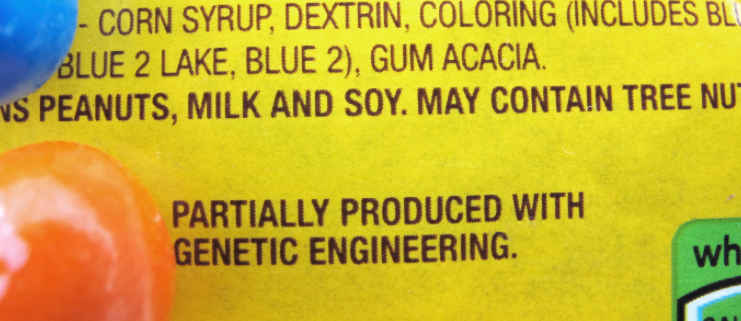 - CORN SYRUP, DEXTRIN, COLORING (INCLUDES
BLUE 2 LAKE, BLUE 2), GUM ACACIA.
PEANUTS, MILK AND SOY. MAY CONTAIN TREE
PARTIALLY PRODUCED WITH
GENETIC ENGINEERING.